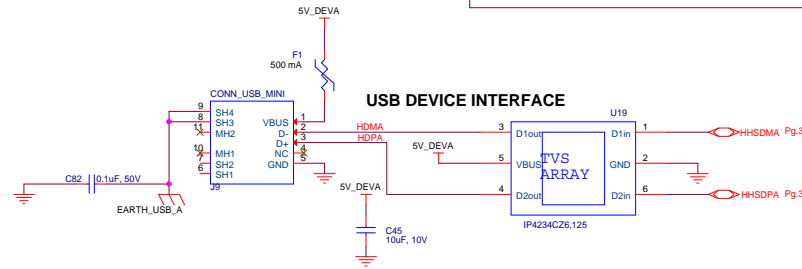 5V_DEVA
F1
500 mA
CONN_USB_MINI
USB DEVICE INTERFACE
U19
9 SH4
8 SH3
11 MH2
10 MH1
7 SH2
6 SH1
VBUS 1
D- 2
D+ 3
NC 4
GND 5
J9
HDMA
HDPA
5V_DEVA
3 D1out
5 VBUS
4 D2out
TVS
ARRAY
D1in 1
GND 2
D2in 6
HHSDMA Pg.3
HHSDPA Pg.3
IP4234CZ6,125
C82 0.1uF, 50V
EARTH_USB_A
5V_DEVA
C45
10uF, 10V